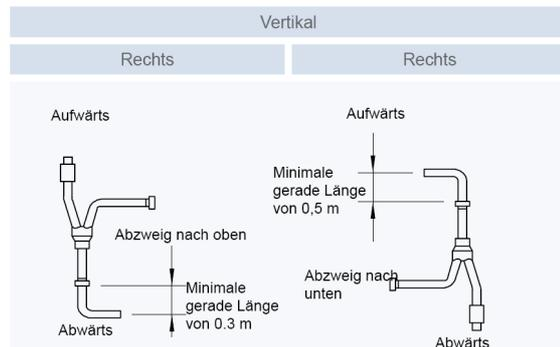 Vertikal
Rechts
Rechts
Aufwärts
Abzweig nach oben
Minimale
gerade Länge
von 0.3 m
Abwärts
Aufwärts
Minimale
gerade Länge
von 0,5 m
Abzweig nach
unten
Abwärts